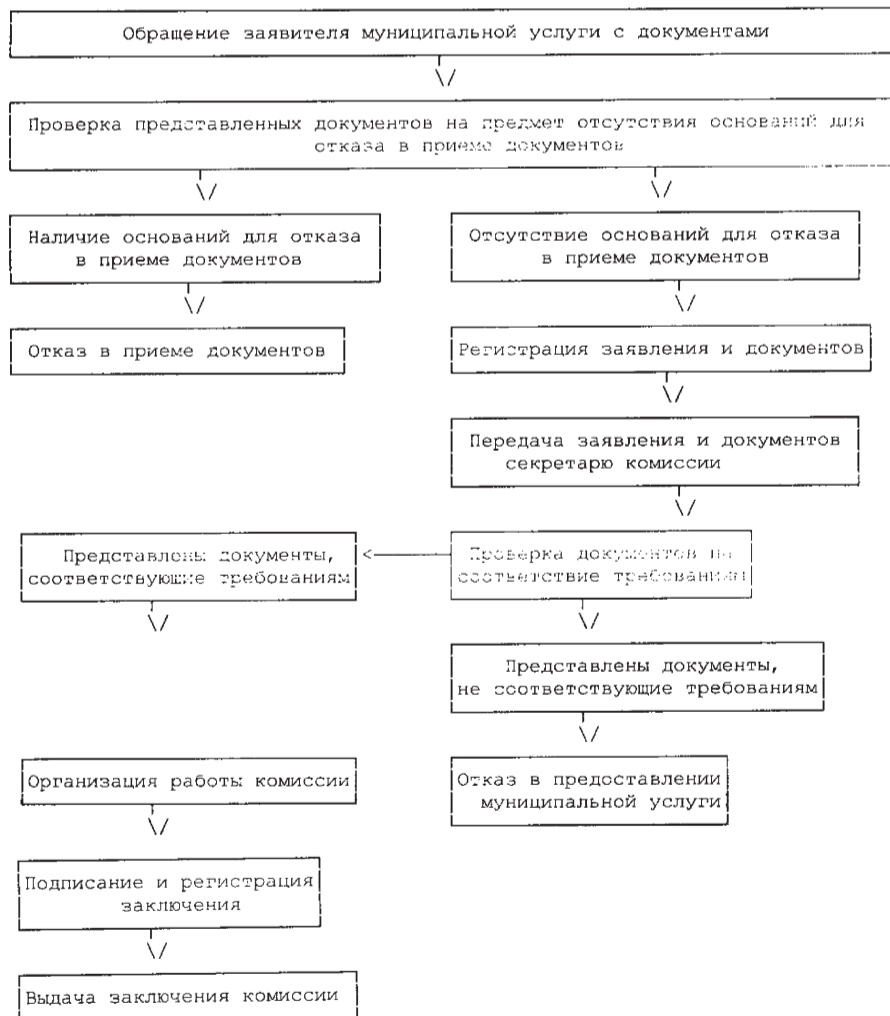 Обращение заявителя муниципальной услуги с документами
Проверка представленных документов на предмет отсутствия оснований для
отказа в приеме документов
Наличие оснований для отказа
в приеме документов
Отсутствие оснований для отказа
в приеме документов
Отказ в приеме документов
Регистрация заявления и документов
Передача заявления и документов
секретарю комиссии
Представлены документы,
соответствующие требованиям
Проверка документов на
соответствие требованиям
Представлены документы,
не соответствующие требованиям
Организация работы комиссии
Отказ в предоставлении
муниципальной услуги
Подписание и регистрация
заключения
Выдача заключения комиссии